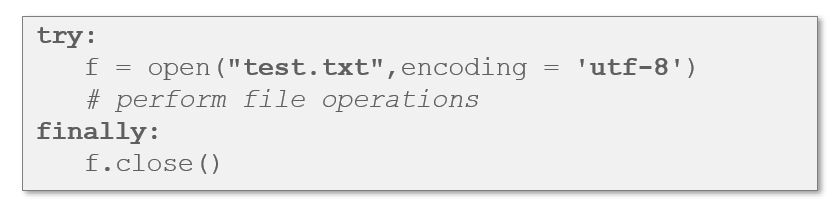 try:
f = open("test.txt",encoding = 'utf-8')
# perform file operations
finally:
f.close()